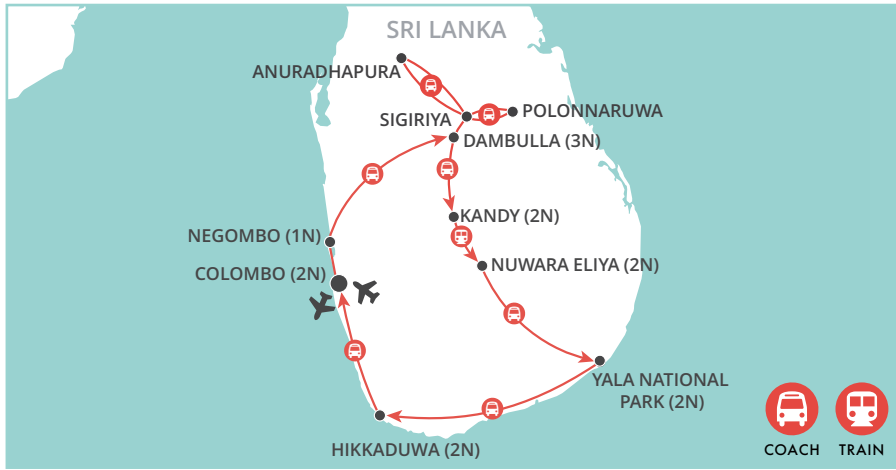 SRI LANKA
ANURADHAPURA
SIGIRIYA
POLONNARUWA
DAMBULLA (3N)
KANDY (2N)
NEGOMBO (1N)
NUWARA ELIYA (2N)
COLOMBO (2N)
YALA NATIONAL
PARK (2N)
HIKKADUWA (2N)
COACH
TRAIN